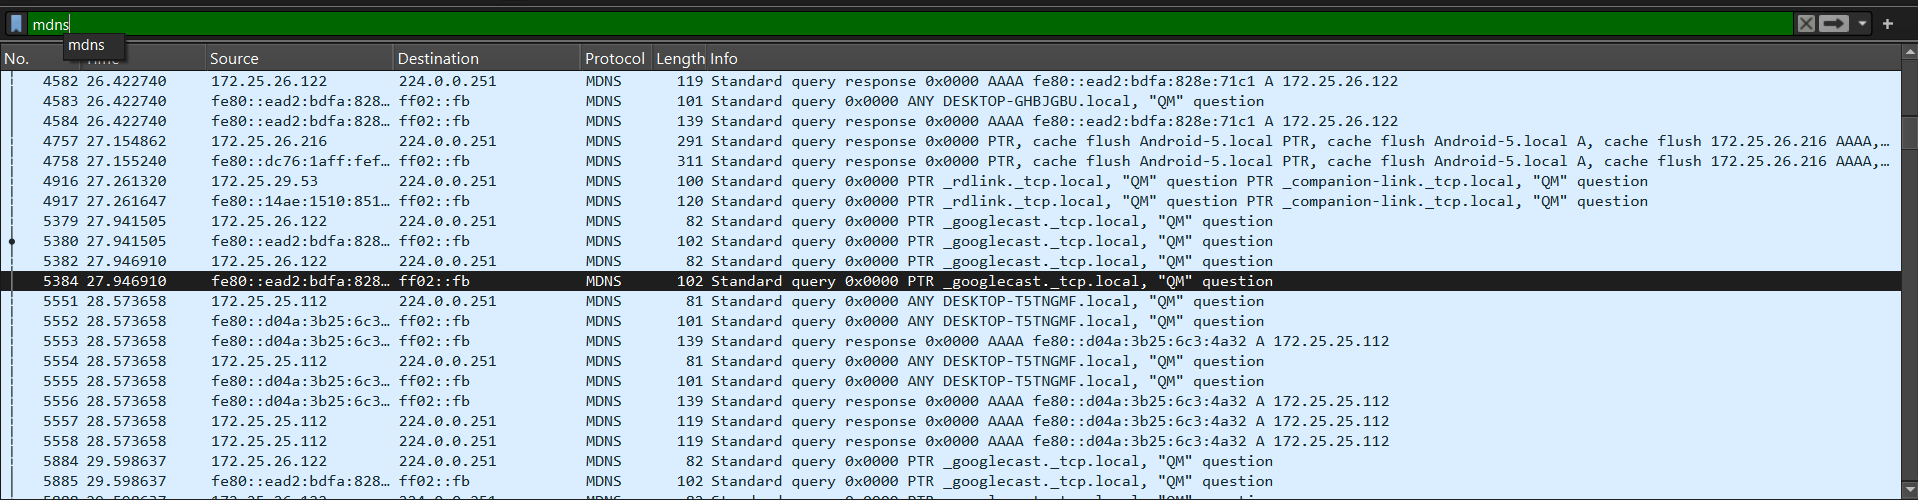 mdns
mdns
No. Time Source Destination Protocol Length Info
4582 26.422740 172.25.26.122 224.0.0.251 MDNS 119 Standard query response 0x0000 AAAA fe80::ead2:bdfa:828e:71c1 A 172.25.26.122
4583 26.422740 fe80::ead2:bdfa:828… ff02::fb MDNS 101 Standard query 0x0000 ANY DESKTOP-GHBJGBU.local, "QM" question
4584 26.422740 fe80::ead2:bdfa:828… ff02::fb MDNS 139 Standard query response 0x0000 AAAA fe80::ead2:bdfa:828e:71c1 A 172.25.26.122
4757 27.154862 172.25.26.216 224.0.0.251 MDNS 291 Standard query response 0x0000 PTR, cache flush Android-5.local PTR, cache flush Android-5.local A, cache flush 172.25.26.216 AAAA,…
4758 27.155240 fe80::dc76:1aff:fef… ff02::fb MDNS 311 Standard query response 0x0000 PTR, cache flush Android-5.local PTR, cache flush Android-5.local A, cache flush 172.25.26.216 AAAA,…
4916 27.261320 172.25.29.53 224.0.0.251 MDNS 100 Standard query 0x0000 PTR _rdlink._tcp.local, "QM" question PTR _companion-link._tcp.local, "QM" question
4917 27.261647 fe80::14ae:1510:851… ff02::fb MDNS 120 Standard query 0x0000 PTR _rdlink._tcp.local, "QM" question PTR _companion-link._tcp.local, "QM" question
5379 27.941505 172.25.26.122 224.0.0.251 MDNS 82 Standard query 0x0000 PTR _googlecast._tcp.local, "QM" question
5380 27.941505 fe80::ead2:bdfa:828… ff02::fb MDNS 102 Standard query 0x0000 PTR _googlecast._tcp.local, "QM" question
5382 27.946910 172.25.26.122 224.0.0.251 MDNS 82 Standard query 0x0000 PTR _googlecast._tcp.local, "QM" question
5384 27.946910 fe80::ead2:bdfa:828… ff02::fb MDNS 102 Standard query 0x0000 PTR _googlecast._tcp.local, "QM" question
5551 28.573658 172.25.25.112 224.0.0.251 MDNS 81 Standard query 0x0000 ANY DESKTOP-T5TNGMF.local, "QM" question
5552 28.573658 fe80::d04a:3b25:6c3… ff02::fb MDNS 101 Standard query 0x0000 ANY DESKTOP-T5TNGMF.local, "QM" question
5553 28.573658 fe80::d04a:3b25:6c3… ff02::fb MDNS 139 Standard query response 0x0000 AAAA fe80::d04a:3b25:6c3:4a32 A 172.25.25.112
5554 28.573658 172.25.25.112 224.0.0.251 MDNS 81 Standard query 0x0000 ANY DESKTOP-T5TNGMF.local, "QM" question
5555 28.573658 fe80::d04a:3b25:6c3… ff02::fb MDNS 101 Standard query 0x0000 ANY DESKTOP-T5TNGMF.local, "QM" question
5556 28.573658 fe80::d04a:3b25:6c3… ff02::fb MDNS 139 Standard query response 0x0000 AAAA fe80::d04a:3b25:6c3:4a32 A 172.25.25.112
5557 28.573658 172.25.25.112 224.0.0.251 MDNS 119 Standard query response 0x0000 AAAA fe80::d04a:3b25:6c3:4a32 A 172.25.25.112
5558 28.573658 172.25.25.112 224.0.0.251 MDNS 119 Standard query response 0x0000 AAAA fe80::d04a:3b25:6c3:4a32 A 172.25.25.112
5884 29.598637 172.25.26.122 224.0.0.251 MDNS 82 Standard query 0x0000 PTR _googlecast._tcp.local, "QM" question
5885 29.598637 fe80::ead2:bdfa:828… ff02::fb MDNS 102 Standard query 0x0000 PTR _googlecast._tcp.local, "QM" question